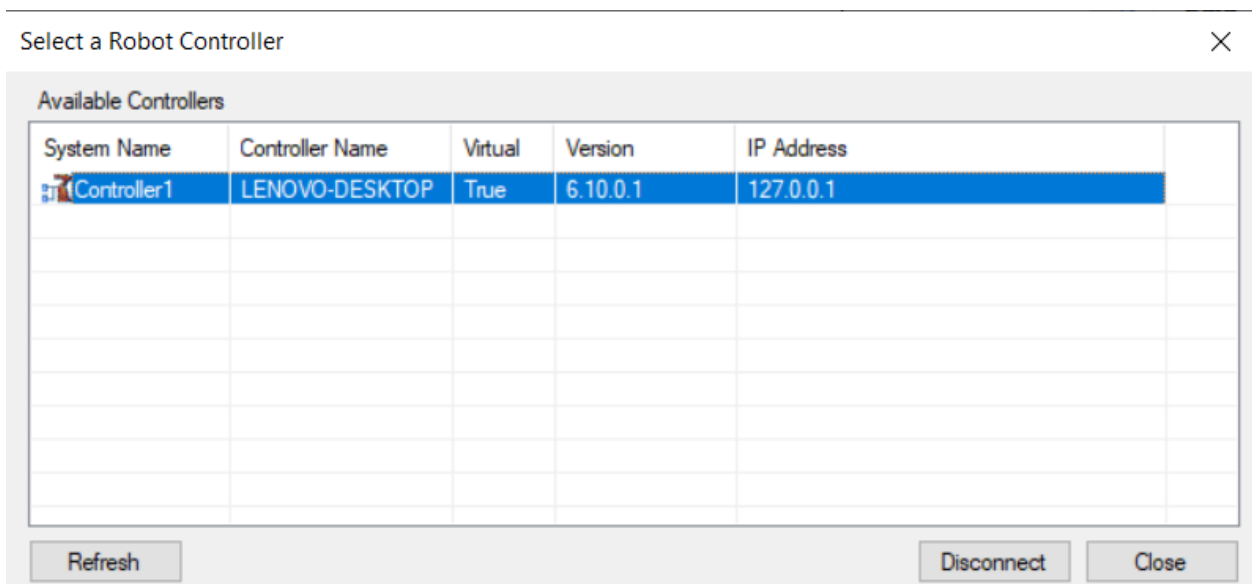 Select a Robot Controller
Available Controllers
System Name Controller Name Virtual Version IP Address
Controller1 LENOVO-DESKTOP True 6.10.0.1 127.0.0.1
Refresh Disconnect Close